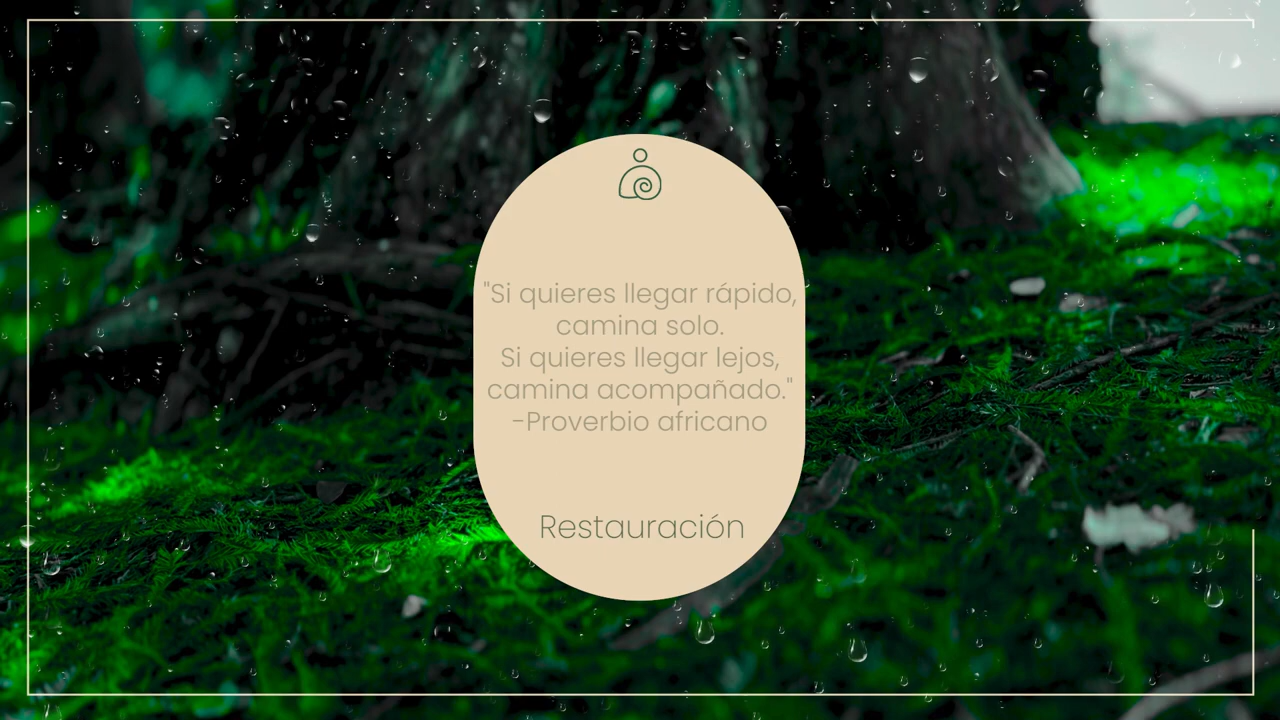 "Si quieres llegar rápido,
camina solo.
Si quieres llegar lejos,
camina acompañado."
-Proverbio africano
Restauración